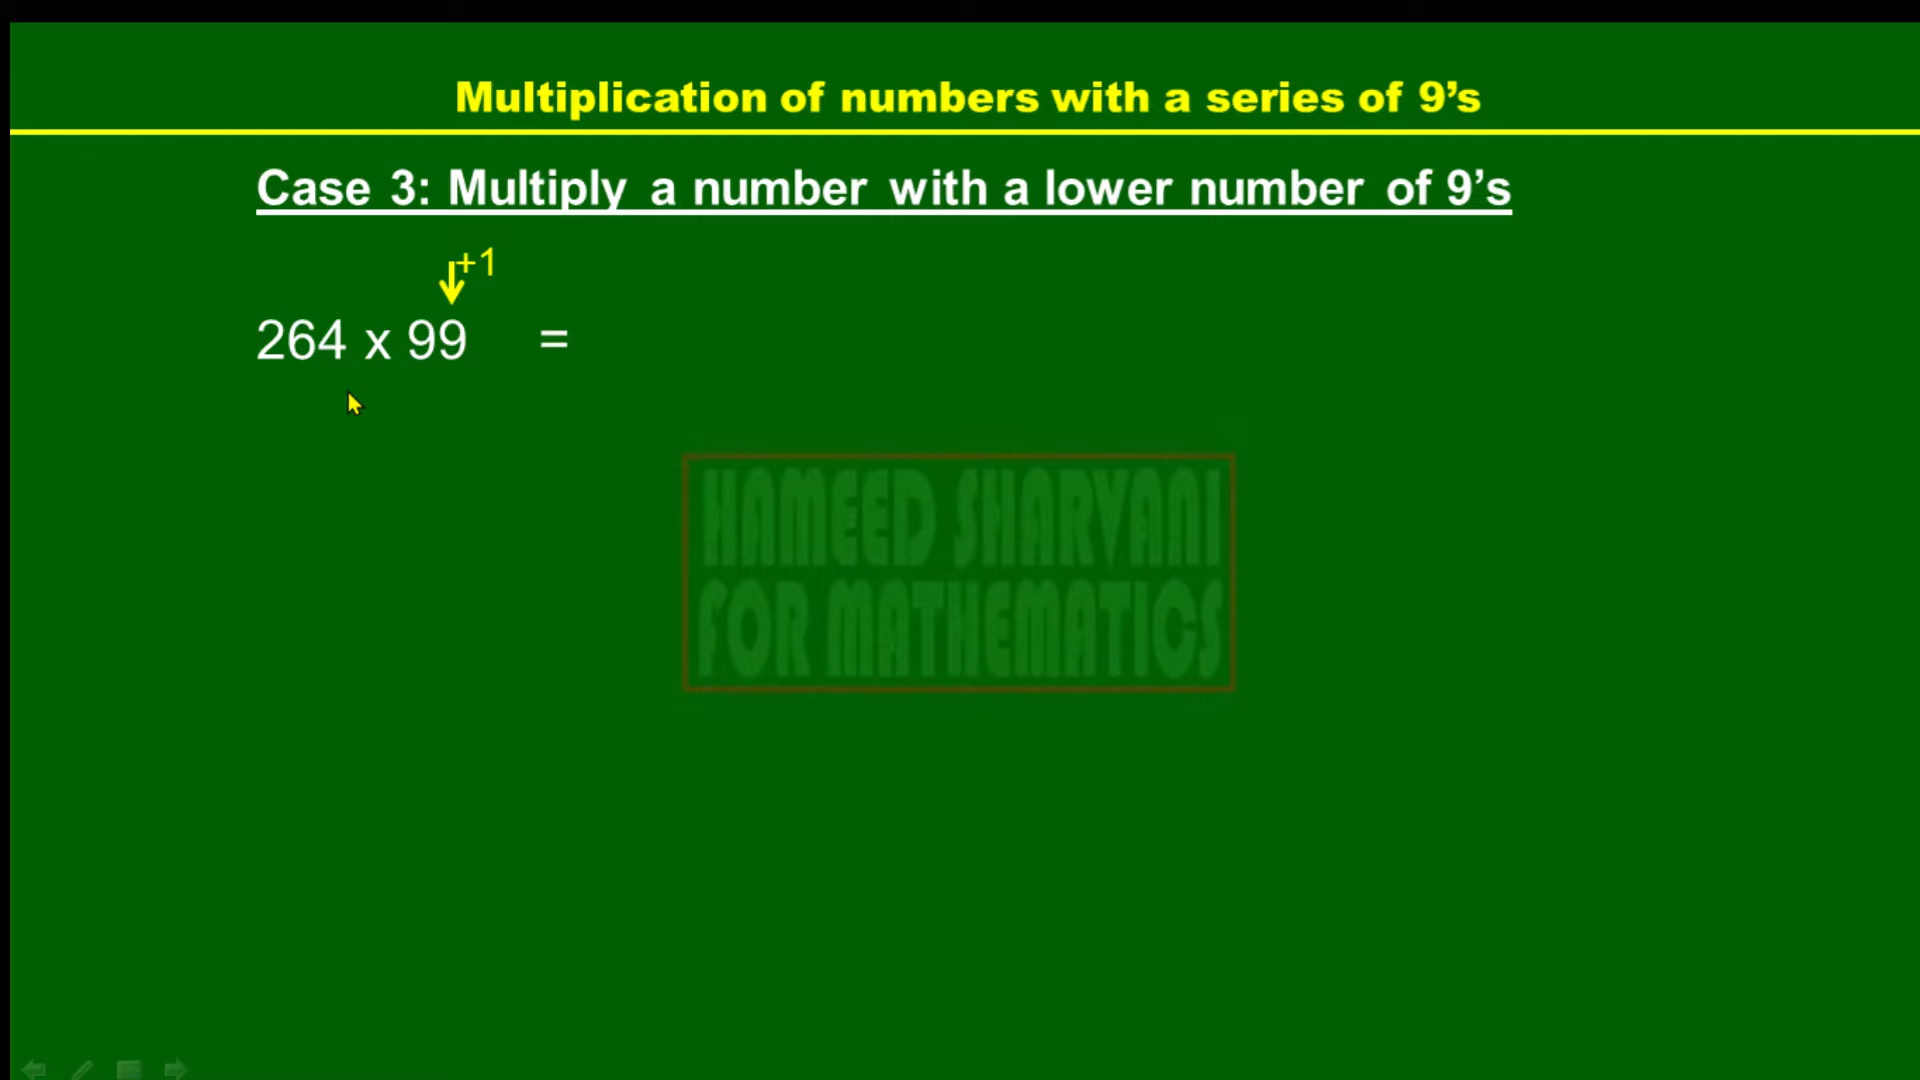 Multiplication of numbers with a series of 9’s
Case 3: Multiply a number with a lower number of 9’s
+1
264 x 99 =
HAMEED SHARVANI
FOR MATHEMATICS